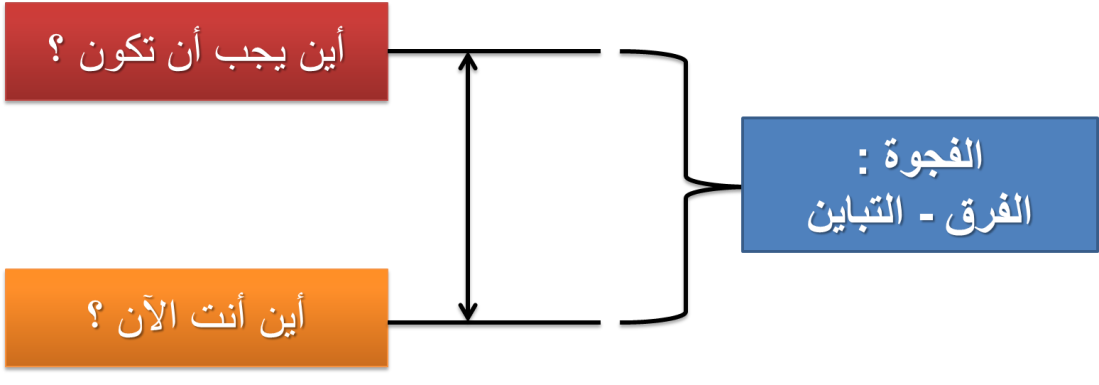 أين يجب أن تكون ؟
الفجوة :
الفرق - التباين
أين أنت الآن ؟